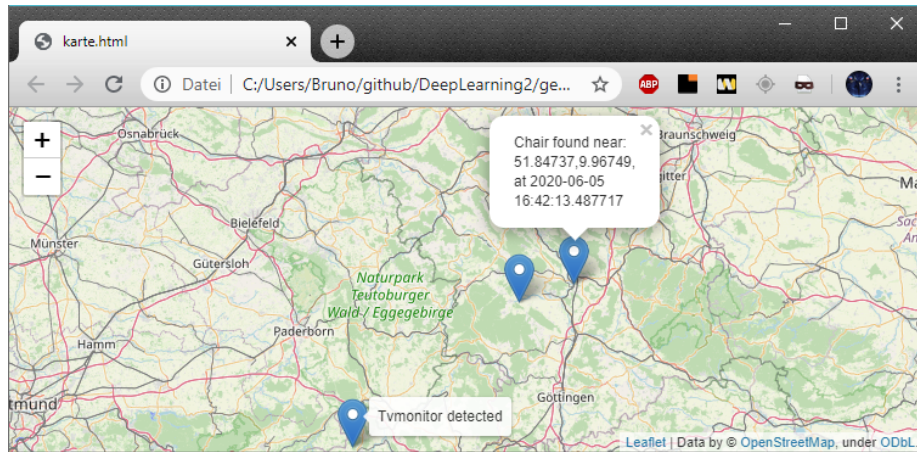 karte.html
Datei
C:/Users/Bruno/github/DeepLearning2/ge...
ABP
+
−
Osnabrück
Chair found near:
51.84737,9.96749,
at 2020-06-05
16:42:13.487717
Braunschweig
Bielefeld
Münster
Gütersloh
Naturpark
Teutoburger
Wald / Eggegebirge
Paderborn
Hamm
Göttingen
Tvmonitor detected
Leaflet | Data by © OpenStreetMap, under ODbL.